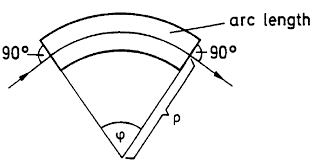 arc length
90° 90°
ρ
φ